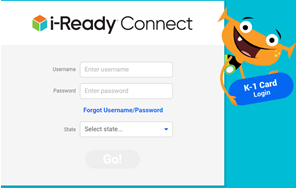 i-Ready Connect
Username
Enter username
Password
Enter password
Forgot Username/Password
State
Select state...
Go!
K-1 Card
Login